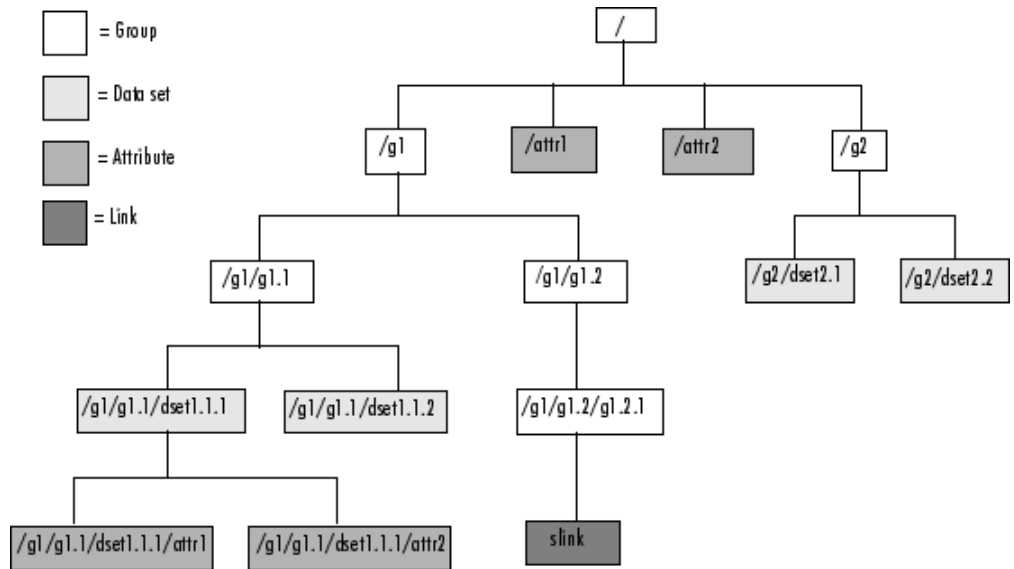 = Group
/
= Data set
= Attribute
= Link
/g1
/attr1
/attr2
/g2
/g1/g1.1
/g1/g1.2
/g2/dset2.1
/g2/dset2.2
/g1/g1.1/dset1.1.1
/g1/g1.1/dset1.1.2
/g1/g1.2/g1.2.1
/g1/g1.1/dset1.1.1/attr1
/g1/g1.1/dset1.1.1/attr2
slink